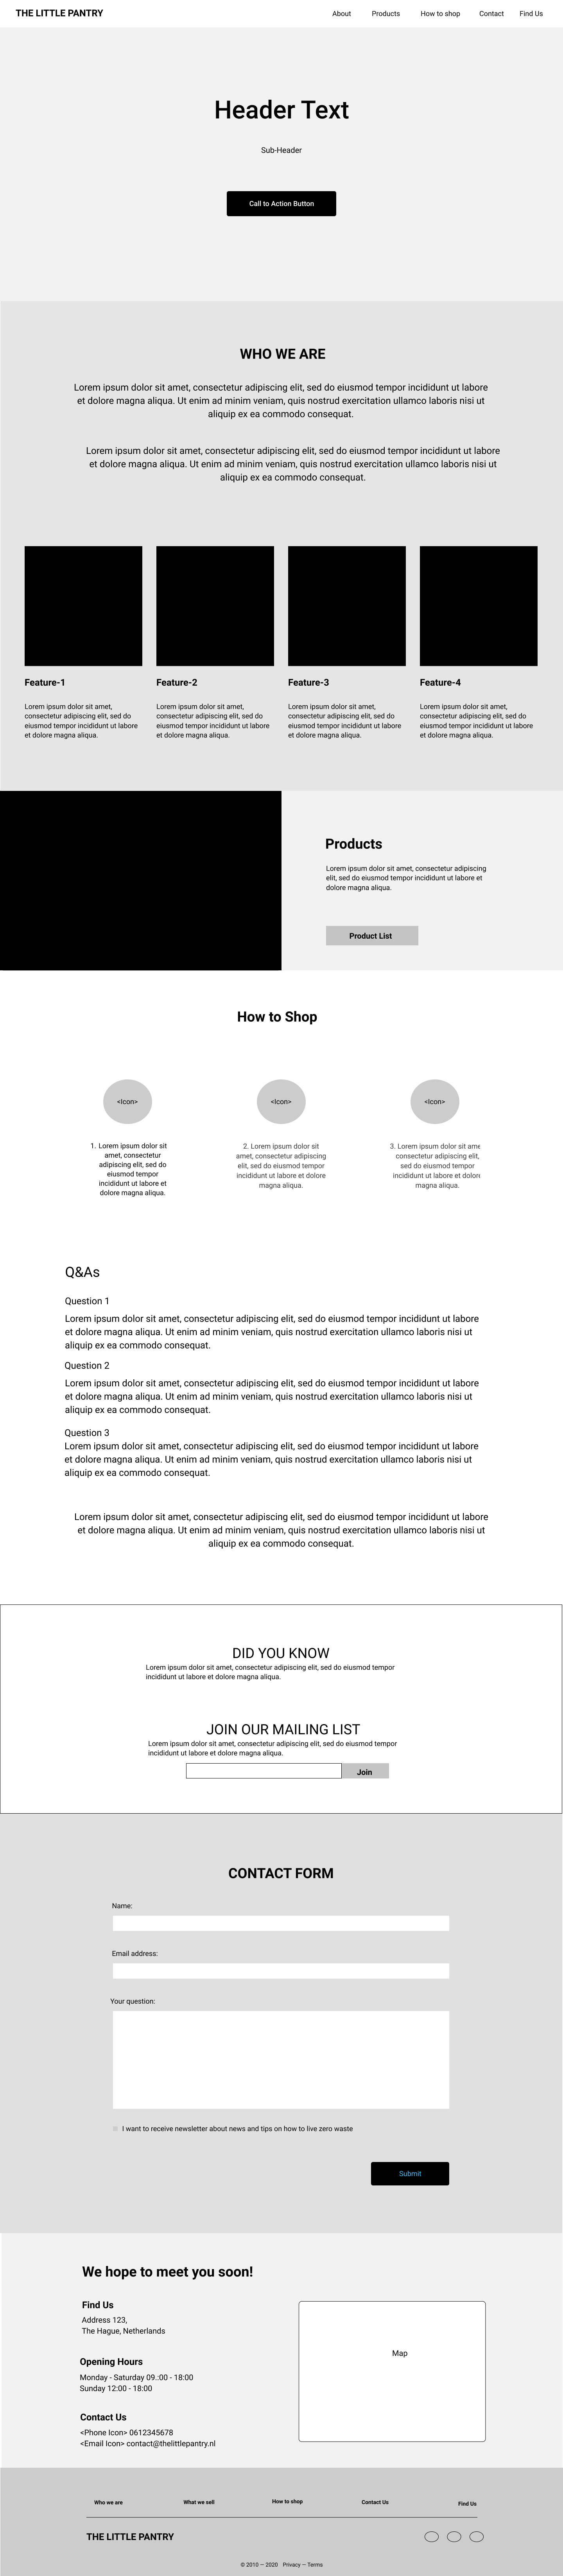 THE LITTLE PANTRY
About Products How to shop Contact Find Us
Header Text
Sub-Header
Call to Action Button
WHO WE ARE
Lorem ipsum dolor sit amet, consectetur adipiscing elit, sed do eiusmod tempor incididunt ut labore
et dolore magna aliqua. Ut enim ad minim veniam, quis nostrud exercitation ullamco laboris nisi ut
aliquip ex ea commodo consequat.
Lorem ipsum dolor sit amet, consectetur adipiscing elit, sed do eiusmod tempor incididunt ut labore
et dolore magna aliqua. Ut enim ad minim veniam, quis nostrud exercitation ullamco laboris nisi ut
aliquip ex ea commodo consequat.
Feature-1
Lorem ipsum dolor sit amet,
consectetur adipiscing elit, sed do
eiusmod tempor incididunt ut labore
et dolore magna aliqua.
Feature-2
Lorem ipsum dolor sit amet,
consectetur adipiscing elit, sed do
eiusmod tempor incididunt ut labore
et dolore magna aliqua.
Feature-3
Lorem ipsum dolor sit amet,
consectetur adipiscing elit, sed do
eiusmod tempor incididunt ut labore
et dolore magna aliqua.
Feature-4
Lorem ipsum dolor sit amet,
consectetur adipiscing elit, sed do
eiusmod tempor incididunt ut labore
et dolore magna aliqua.
Products
Lorem ipsum dolor sit amet, consectetur adipiscing
elit, sed do eiusmod tempor incididunt ut labore et
dolore magna aliqua.
Product List
How to Shop
<Icon>
1. Lorem ipsum dolor sit
amet, consectetur
adipiscing elit, sed do
eiusmod tempor
incididunt ut labore et
dolore magna aliqua.
<Icon>
2. Lorem ipsum dolor sit
amet, consectetur adipiscing
elit, sed do eiusmod tempor
incididunt ut labore et dolore
magna aliqua.
<Icon>
3. Lorem ipsum dolor sit ame
consectetur adipiscing elit,
sed do eiusmod tempor
incididunt ut labore et dolore
magna aliqua.
Q&As
Question 1
Lorem ipsum dolor sit amet, consectetur adipiscing elit, sed do eiusmod tempor incididunt ut labore
et dolore magna aliqua. Ut enim ad minim veniam, quis nostrud exercitation ullamco laboris nisi ut
aliquip ex ea commodo consequat.
Question 2
Lorem ipsum dolor sit amet, consectetur adipiscing elit, sed do eiusmod tempor incididunt ut labore
et dolore magna aliqua. Ut enim ad minim veniam, quis nostrud exercitation ullamco laboris nisi ut
aliquip ex ea commodo consequat.
Question 3
Lorem ipsum dolor sit amet, consectetur adipiscing elit, sed do eiusmod tempor incididunt ut labore
et dolore magna aliqua. Ut enim ad minim veniam, quis nostrud exercitation ullamco laboris nisi ut
aliquip ex ea commodo consequat.
Lorem ipsum dolor sit amet, consectetur adipiscing elit, sed do eiusmod tempor incididunt ut labore
et dolore magna aliqua. Ut enim ad minim veniam, quis nostrud exercitation ullamco laboris nisi ut
aliquip ex ea commodo consequat.
DID YOU KNOW
Lorem ipsum dolor sit amet, consectetur adipiscing elit, sed do eiusmod tempor
incididunt ut labore et dolore magna aliqua.
JOIN OUR MAILING LIST
Lorem ipsum dolor sit amet, consectetur adipiscing elit, sed do eiusmod tempor
incididunt ut labore et dolore magna aliqua.
Join
CONTACT FORM
Name:
Email address:
Your question:
I want to receive newsletter about news and tips on how to live zero waste
Submit
We hope to meet you soon!
Find Us
Address 123,
The Hague, Netherlands
Opening Hours
Monday - Saturday 09.:00 - 18:00
Sunday 12:00 - 18:00
Contact Us
<Phone Icon> 0612345678
<Email Icon> contact@thelittlepantry.nl
Map
Who we are What we sell How to shop Contact Us Find Us
THE LITTLE PANTRY
© 2010 — 2020 Privacy — Terms